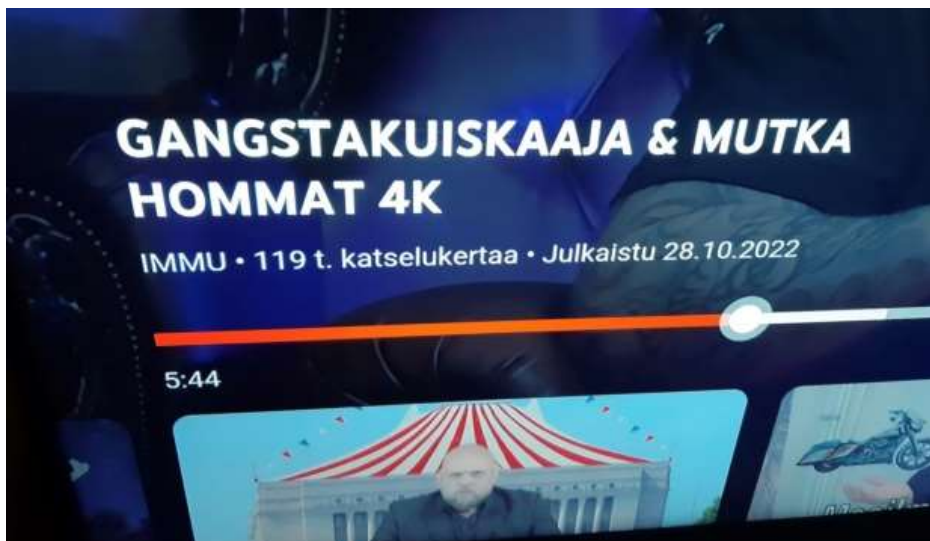 GANGSTAKUISKAAJA & MUTKA
HOMMAT 4K
IMMU • 119 t. katselukertaa • Julkaistu 28.10.2022
5:44